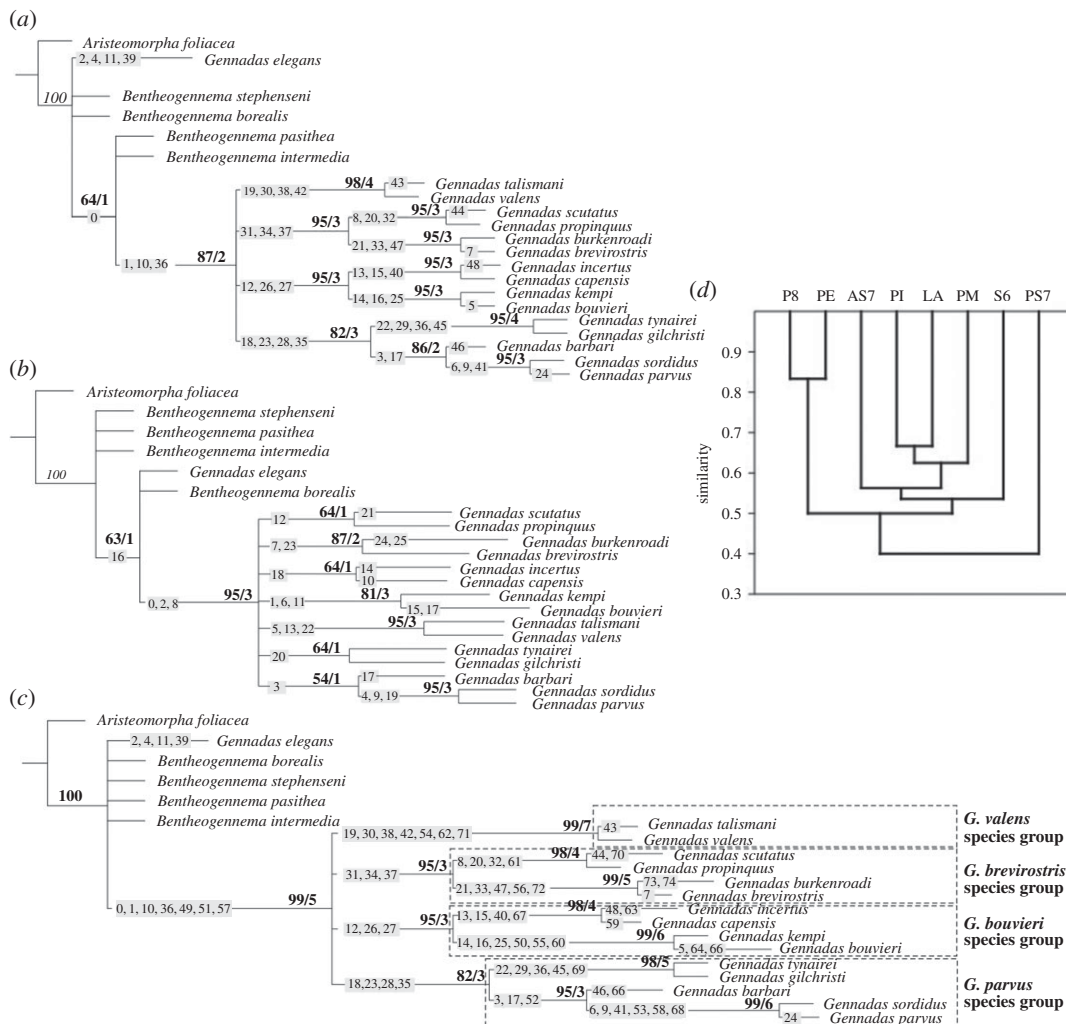 (a)
Aristeomorpha foliacea
2, 4, 11, 39 Gennadas elegans
100
Bentheogennema stephenseni
Bentheogennema borealis
Bentheogennema pasithea
Bentheogennema intermedia
64/1
0
1, 10, 36
87/2
19, 30, 38, 42 98/4 43 Gennadas talismani
Gennadas valens
31, 34, 37 95/3 8, 20, 32 95/3 44 Gennadas scutatus
Gennadas propinquus
21, 33, 47 95/3 Gennadas burkenroadi
7 Gennadas brevirostris
12, 26, 27 95/3 13, 15, 40 95/3 48 Gennadas incertus
Gennadas capensis
14, 16, 25 95/3 Gennadas kempi
5 Gennadas bouvieri
18, 23, 28, 35 82/3 22, 29, 36, 45 95/4 Gennadas tynairei
Gennadas gilchristi
3, 17 86/2 46 Gennadas barbari
6, 9, 41 95/3 Gennadas sordidus
24 Gennadas parvus
(b)
Aristeomorpha foliacea
Bentheogennema stephenseni
Bentheogennema pasithea
Bentheogennema intermedia
100
Gennadas elegans
Bentheogennema borealis
63/1
16
0, 2, 8
95/3
12 64/1 21 Gennadas scutatus
Gennadas propinquus
7, 23 87/2 24, 25 Gennadas burkenroadi
Gennadas brevirostris
18 64/1 14 Gennadas incertus
10 Gennadas capensis
1, 6, 11 81/3 Gennadas kempi
15, 17 Gennadas bouvieri
5, 13, 22 95/3 Gennadas talismani
Gennadas valens
20 64/1 Gennadas tynairei
Gennadas gilchristi
3 54/1 17 Gennadas barbari
4, 9, 19 95/3 Gennadas sordidus
Gennadas parvus
(c)
Aristeomorpha foliacea
2, 4, 11, 39 Gennadas elegans
Bentheogennema borealis
Bentheogennema stephenseni
100
Bentheogennema pasithea
Bentheogennema intermedia
0, 1, 10, 36, 49, 51, 57
99/5
19, 30, 38, 42, 54, 62, 71 99/7 43 Gennadas talismani
Gennadas valens
G. valens
species group
31, 34, 37 95/3 8, 20, 32, 61 98/4 44, 70 Gennadas scutatus
Gennadas propinquus
21, 33, 47, 56, 72 99/5 73, 74 Gennadas burkenroadi
7 Gennadas brevirostris
G. brevirostris
species group
12, 26, 27 95/3 13, 15, 40, 67 98/4 48, 63 Gennadas incertus
59 Gennadas capensis
14, 16, 25, 50, 55, 60 99/6 Gennadas kempi
5, 64, 66 Gennadas bouvieri
G. bouvieri
species group
18,23,28,35 82/3 22, 29, 36, 45, 69 98/5 Gennadas tynairei
Gennadas gilchristi
3, 17, 52 95/3 46, 66 Gennadas barbari
6, 9, 41, 53, 58, 68 99/6 Gennadas sordidus
24 Gennadas parvus
G. parvus
species group
(d)
P8 PE AS7 PI LA PM S6 PS7
similarity
0.9
0.8
0.7
0.6
0.5
0.4
0.3